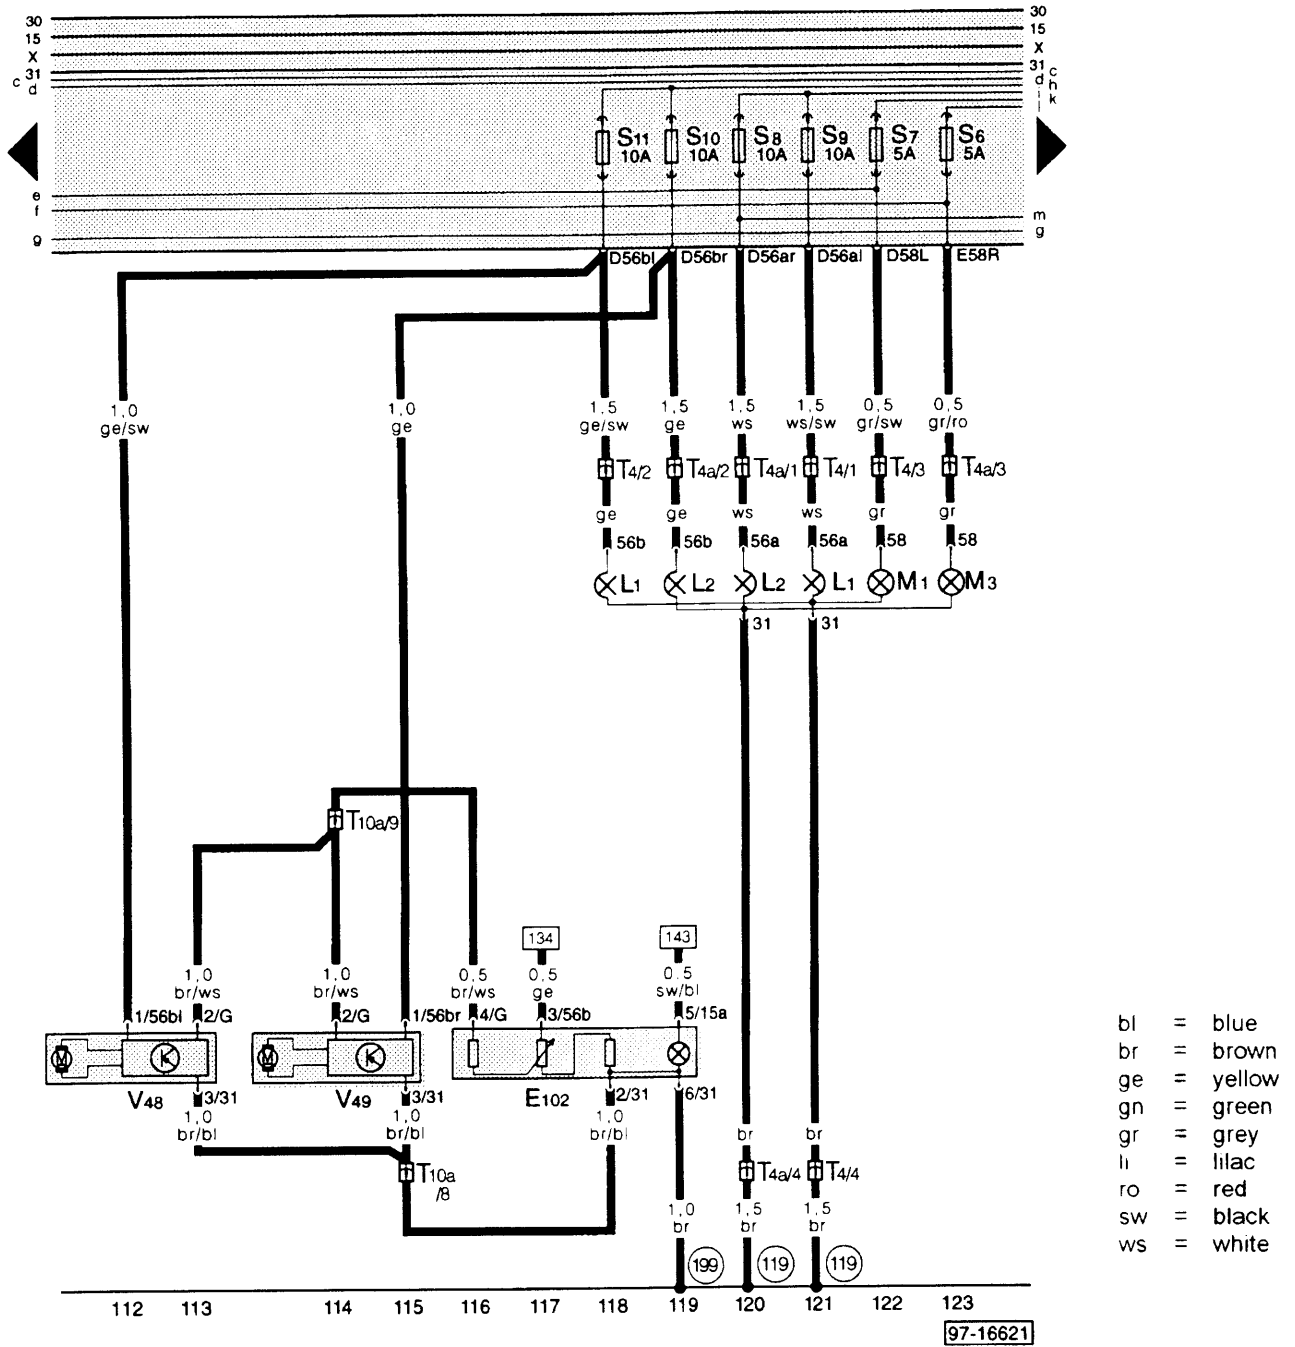 30 30
15 15
X X
31 31
c d c d h k
S11 10A S10 10A S8 10A S9 10A S7 5A S6 5A
e
f m
g g
D56bl D56br D56ar D56al D58L E58R
1,0 1,0 1,5 1,5 1,5 1,5 0,5 0,5
ge/sw ge ge/sw ge ws ws/sw gr/sw gr/ro
T4/2 T4a/2 T4a/1 T4/1 T4/3 T4a/3
ge ge ws ws gr gr
56b 56b 56a 56a 58 58
L1 L2 L2 L1 M1 M3
31 31
T10a/9
134 143
1,0 1,0 0,5 0,5 0,5
br/ws br/ws br/ws ge sw/bl
1/56bl 2/G 2/G 1/56br 4/G 3/56b 5/15a
M M
V48 3/31 V49 3/31 E102 2/31 6/31
1,0 1,0 1,0
br/bl br/bl br/bl
br br
T10a/8 T4a/4 T4/4
1,0 1,5 1,5
br br br
199 119 119
112 113 114 115 116 117 118 119 120 121 122 123
97-16621
bl = blue
br = brown
ge = yellow
gn = green
gr = grey
li = lilac
ro = red
sw = black
ws = white